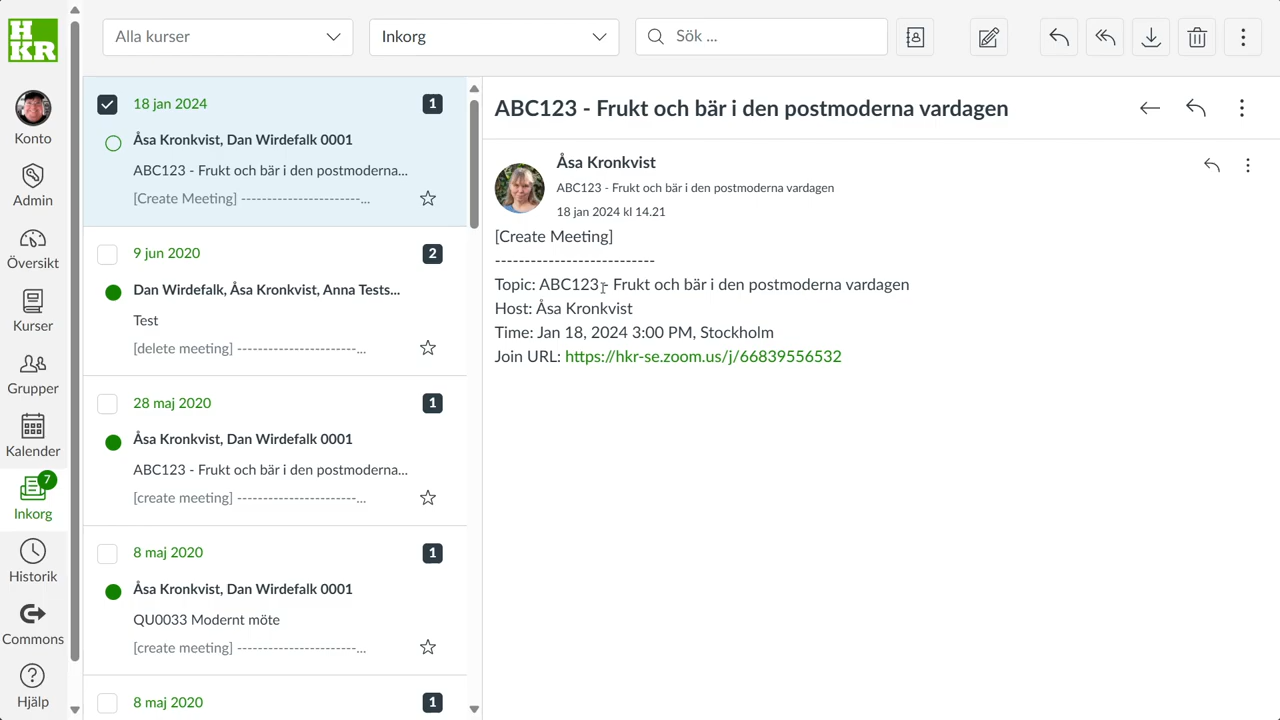 HKR
Konto
Admin
Översikt
Kurser
Grupper
Kalender
7
Inkorg
Historik
Commons
Hjälp
Alla kurser
Inkorg
Sök ...
18 jan 2024
1
Åsa Kronkvist, Dan Wirdefalk 0001
ABC123 - Frukt och bär i den postmoderna...
[Create Meeting] -----------------------...
9 jun 2020
2
Dan Wirdefalk, Åsa Kronkvist, Anna Tests...
Test
[delete meeting] -----------------------...
28 maj 2020
1
Åsa Kronkvist, Dan Wirdefalk 0001
ABC123 - Frukt och bär i den postmoderna...
[create meeting] -----------------------...
8 maj 2020
1
Åsa Kronkvist, Dan Wirdefalk 0001
QU0033 Modernt möte
[create meeting] -----------------------...
8 maj 2020
1
ABC123 - Frukt och bär i den postmoderna vardagen
Åsa Kronkvist
ABC123 - Frukt och bär i den postmoderna vardagen
18 jan 2024 kl 14.21
[Create Meeting]
---------------------------
Topic: ABC123 - Frukt och bär i den postmoderna vardagen
Host: Åsa Kronkvist
Time: Jan 18, 2024 3:00 PM, Stockholm
Join URL: https://hkr-se.zoom.us/j/66839556532